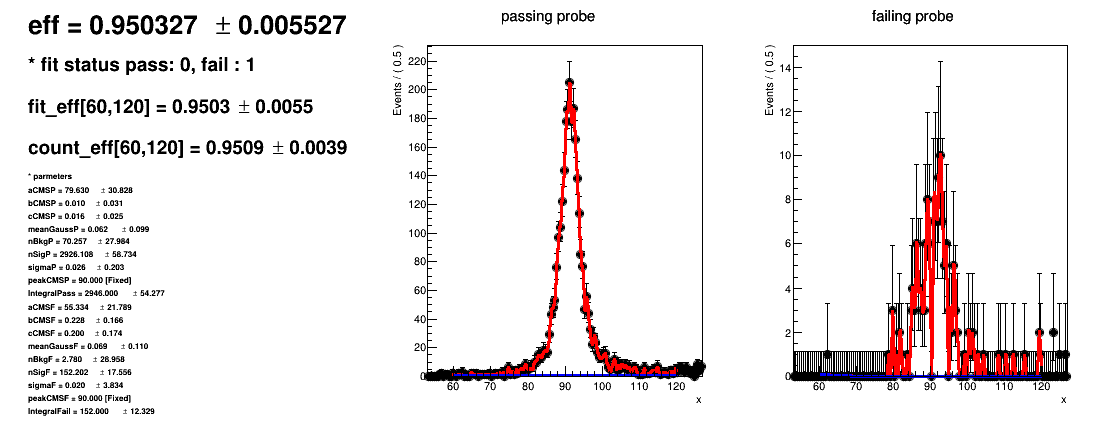 eff = 0.950327 ± 0.005527
* fit status pass: 0, fail : 1
fit_eff[60,120] = 0.9503 ± 0.0055
count_eff[60,120] = 0.9509 ± 0.0039
* parmeters
aCMSP = 79.630 ± 30.828
bCMSP = 0.010 ± 0.031
cCMSP = 0.016 ± 0.025
meanGaussP = 0.062 ± 0.099
nBkgP = 70.257 ± 27.984
nSigP = 2926.108 ± 56.734
sigmaP = 0.026 ± 0.203
peakCMSP = 90.000 [Fixed]
IntegralPass = 2946.000 ± 54.277
aCMSF = 55.334 ± 21.789
bCMSF = 0.228 ± 0.166
cCMSF = 0.200 ± 0.174
meanGaussF = 0.069 ± 0.110
nBkgF = 2.780 ± 28.958
nSigF = 152.202 ± 17.556
sigmaF = 0.020 ± 3.834
peakCMSF = 90.000 [Fixed]
IntegralFail = 152.000 ± 12.329
passing probe
Events / ( 0.5 )
220
200
180
160
140
120
100
80
60
40
20
0
60 70 80 90 100 110 120
x
failing probe
Events / ( 0.5 )
14
12
10
8
6
4
2
0
60 70 80 90 100 110 120
x